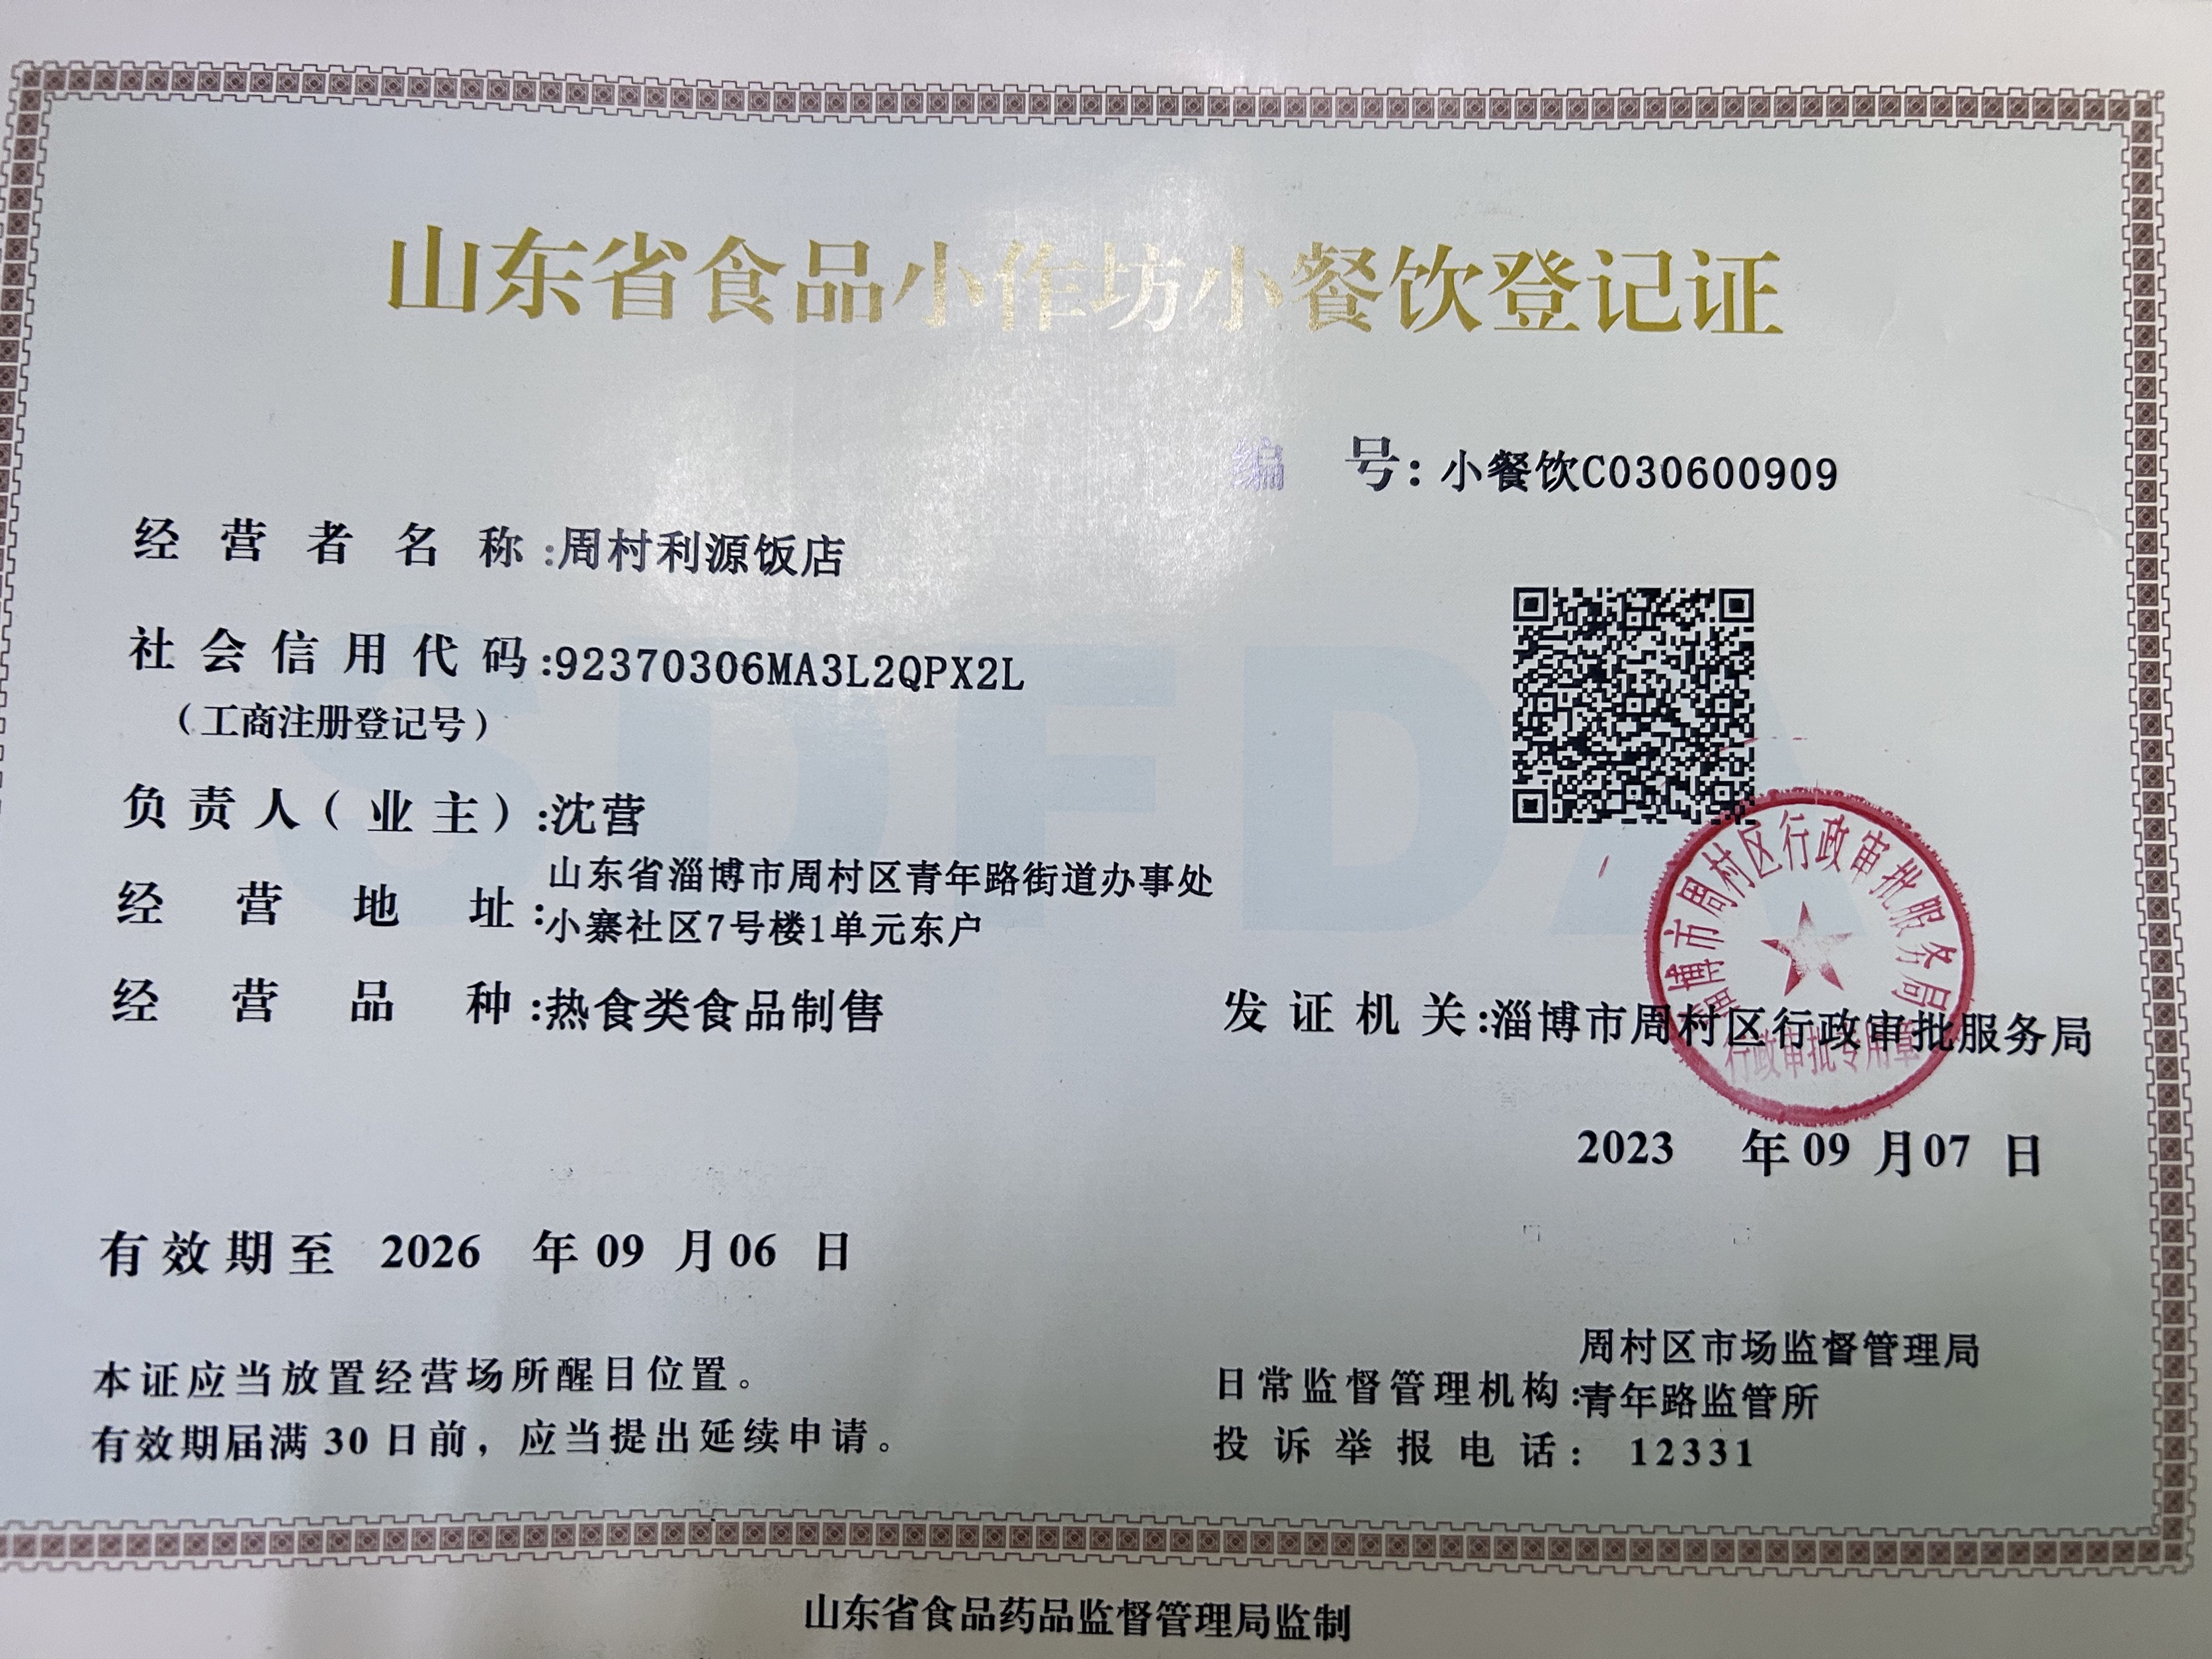 山东省食品小作坊小餐饮登记证
编 号：小餐饮C030600909
经营者名称:周村利源饭店
社会信用代码:92370306MA3L2QPX2L
（工商注册登记号）
负责人（业主）:沈营
经营地址:山东省淄博市周村区青年路街道办事处
小寨社区7号楼1单元东户
经营品种:热食类食品制售
发证机关:淄博市周村区行政审批服务局
淄博市周村区行政审批服务局
行政审批专用章
2023 年 09 月 07 日
有效期至 2026 年 09 月 06 日
本证应当放置经营场所醒目位置。
有效期届满 30 日前，应当提出延续申请。
日常监督管理机构:周村区市场监督管理局
青年路监管所
投诉举报电话： 12331
SDFDA
山东省食品药品监督管理局监制